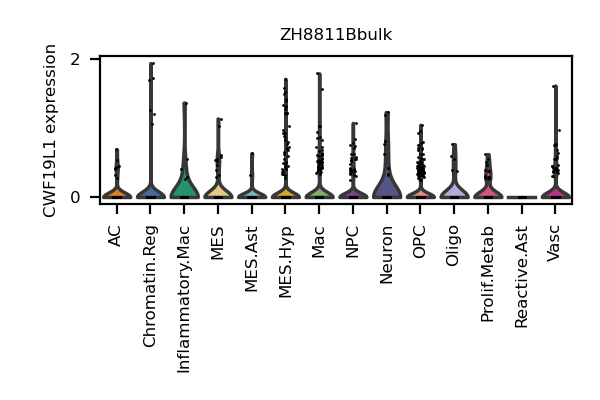 ZH8811Bbulk
CWF19L1 expression
2
0
AC
Chromatin.Reg
Inflammatory.Mac
MES
MES.Ast
MES.Hyp
Mac
NPC
Neuron
OPC
Oligo
Prolif.Metab
Reactive.Ast
Vasc